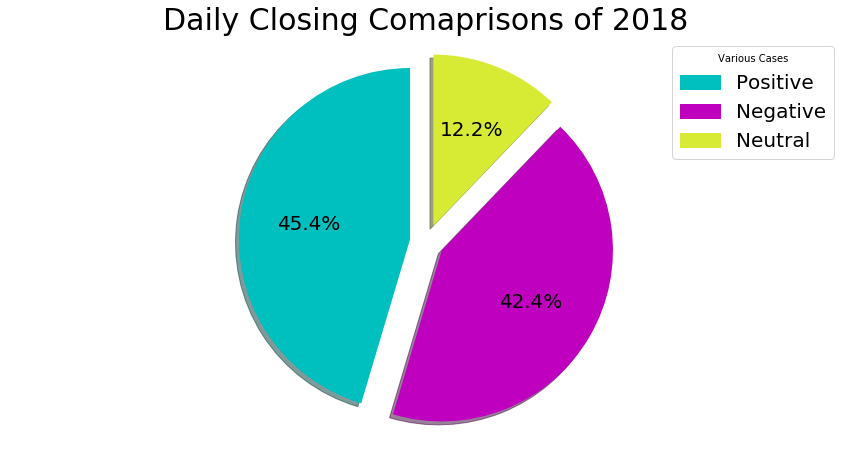 Daily Closing Comaprisons of 2018
Various Cases
Positive
Negative
Neutral
12.2%
45.4%
42.4%